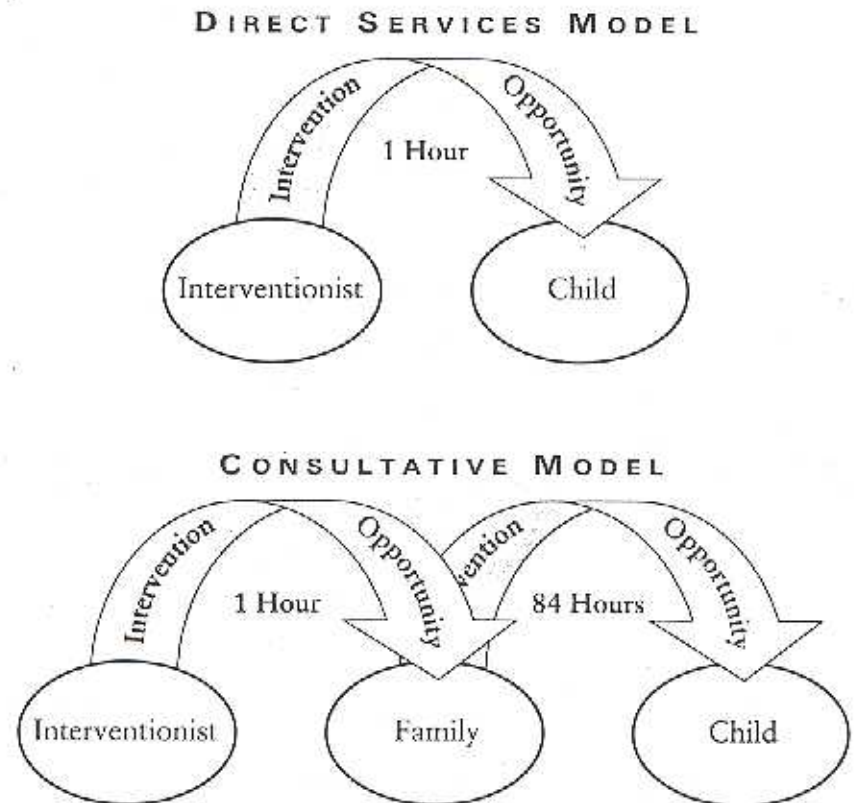 DIRECT SERVICES MODEL
Intervention
Opportunity
1 Hour
Interventionist
Child
CONSULTATIVE MODEL
Intervention
Opportunity
vention
Opportunity
1 Hour
84 Hours
Interventionist
Family
Child